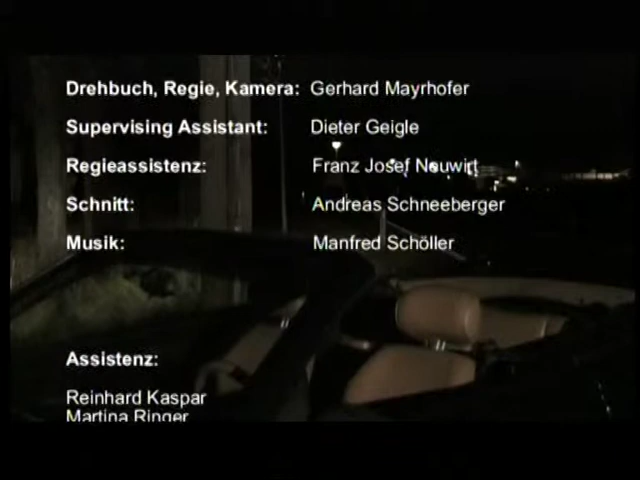 Drehbuch, Regie, Kamera: Gerhard Mayrhofer
Supervising Assistant: Dieter Geigle
Regieassistenz: Franz Josef Neuwirt
Schnitt: Andreas Schneeberger
Musik: Manfred Schöller
Assistenz:
Reinhard Kaspar
Martina Ringer